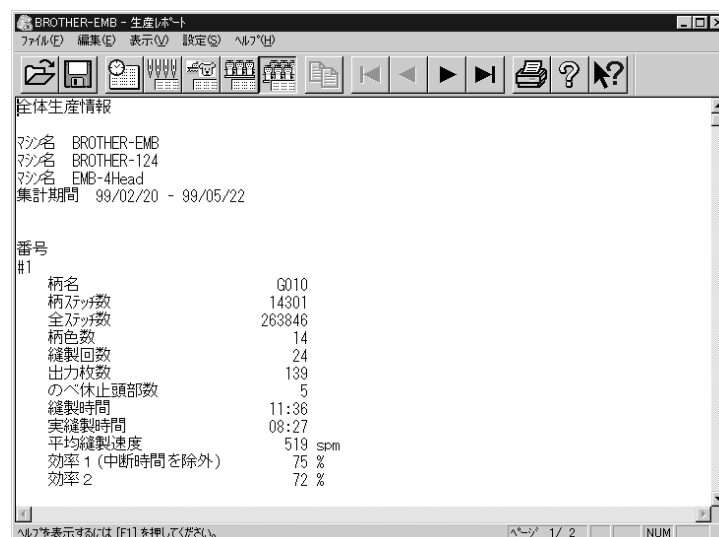 BROTHER-EMB - 生産ﾚﾎﾟｰﾄ
ﾌｧｲﾙ(F) 編集(E) 表示(V) 設定(S) ﾍﾙﾌﾟ(H)
全体生産情報
ﾏｼﾝ名 BROTHER-EMB
ﾏｼﾝ名 BROTHER-124
ﾏｼﾝ名 EMB-4Head
集計期間 99/02/20 - 99/05/22
番号
#1
柄名 G010
柄ｽﾃｯﾁ数 14301
全ｽﾃｯﾁ数 263846
柄色数 14
縫製回数 24
出力枚数 139
のべ休止頭部数 5
縫製時間 11:36
実縫製時間 08:27
平均縫製速度 519 spm
効率１(中断時間を除外) 75 %
効率２ 72 %
ﾍﾙﾌﾟを表示するには [F1] を押してください。 ﾍﾟｰｼﾞ 1/ 2 NUM